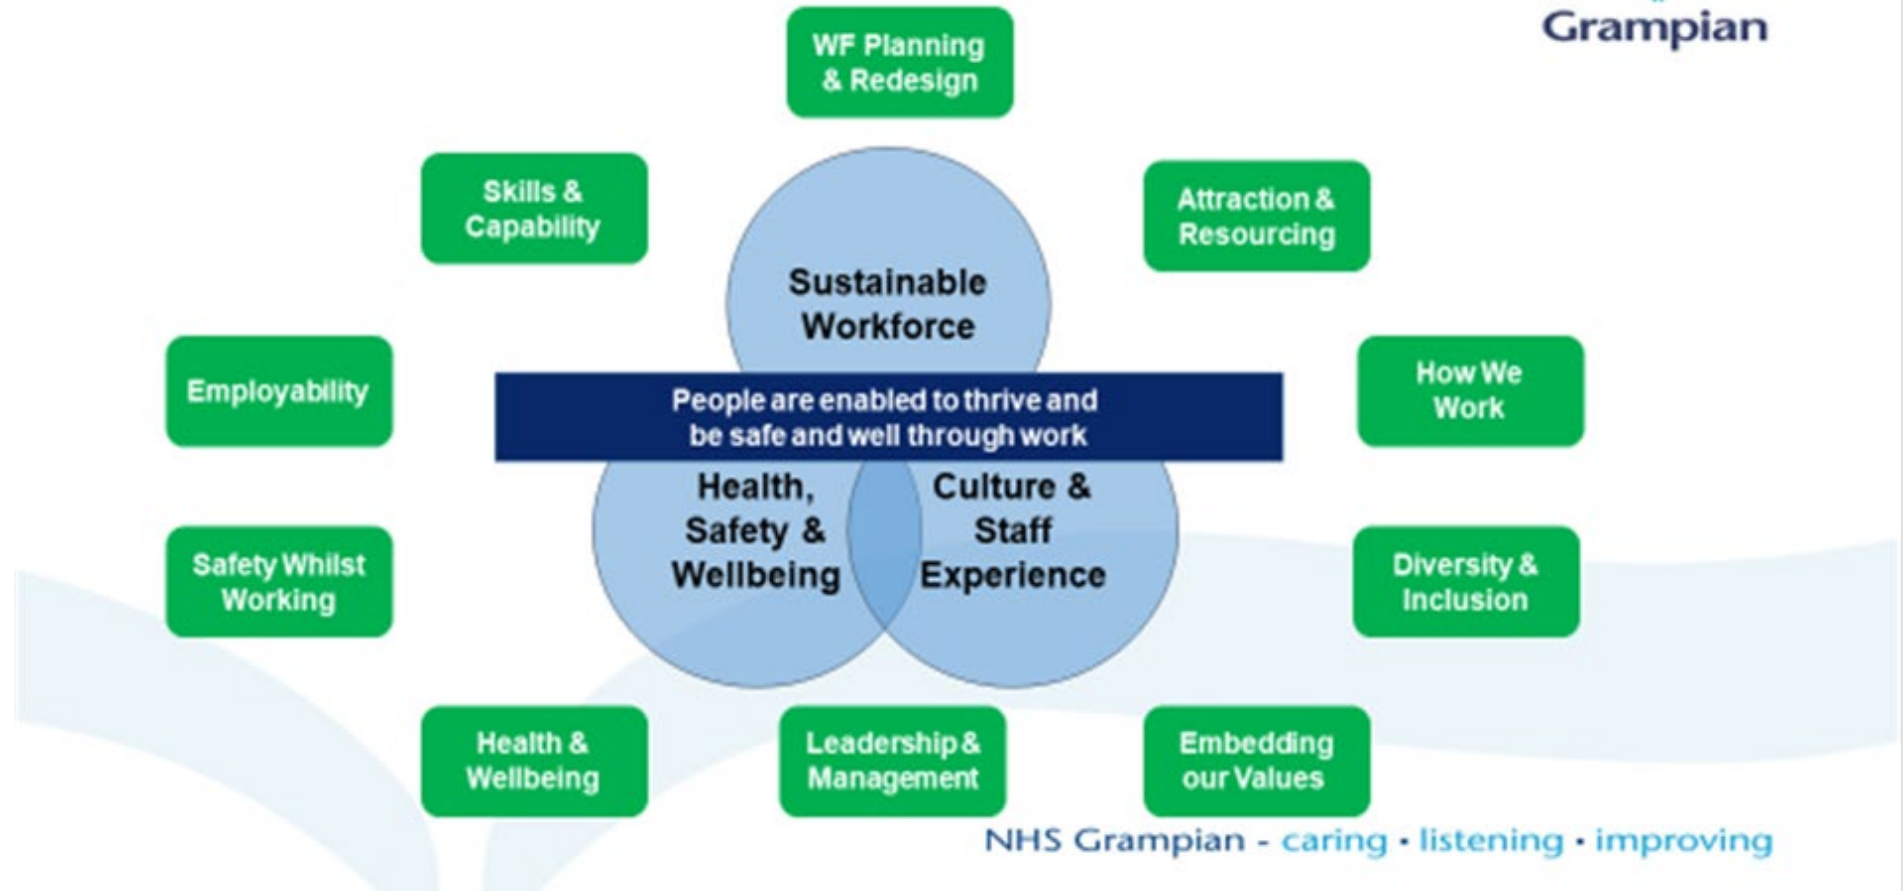 Grampian
WF Planning
& Redesign
Skills &
Capability
Attraction &
Resourcing
Sustainable
Workforce
Employability
People are enabled to thrive and
be safe and well through work
How We
Work
Health,
Safety &
Wellbeing
Culture &
Staff
Experience
Safety Whilst
Working
Diversity &
Inclusion
Health &
Wellbeing
Leadership &
Management
Embedding
our Values
NHS Grampian - caring • listening • improving